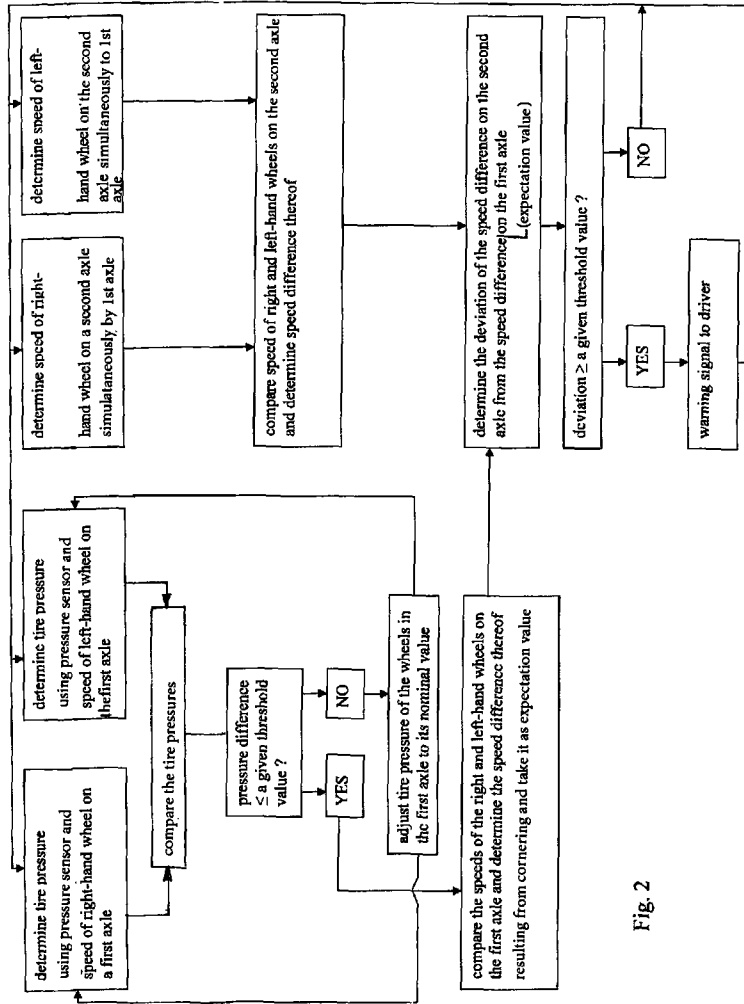 determine tire pressure
using pressure sensor and
speed of right-hand wheel on
a first axle
determine tire pressure
using pressure sensor and
speed of left-hand wheel on
the first axle
determine speed of right-
hand wheel on a second axle
simulatancously by 1st axle
determine speed of left-
hand wheel on the second
axle simultaneously to 1st
axle
compare the tire pressures
compare speed of right and left-hand wheels on the second axle
and determine speed difference thereof
pressure difference
≤ a given threshold
value ?
YES
NO
adjust tire pressure of the wheels in
the first axle to its nominal value
compare the speeds of the right and left-hand wheels on
the first axle and determine the speed difference thereof
resulting from cornering and take it as expectation value
determine the deviation of the speed difference on the second
axle from the speed difference on the first axle
(expectation value)
deviation ≥ a given threshold value ?
YES
NO
warning signal to driver
Fig. 2